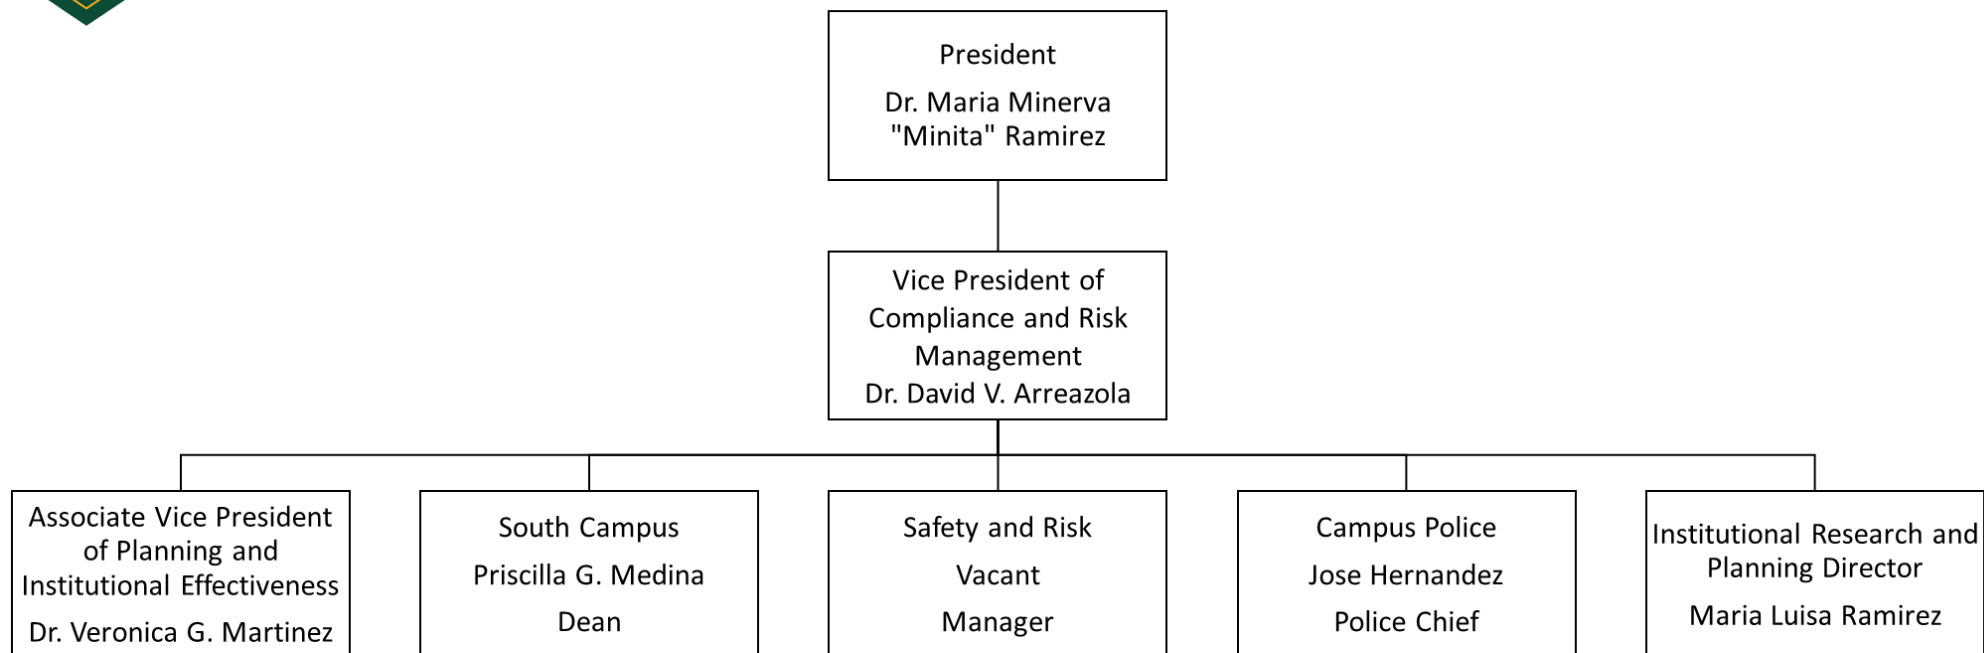 President
Dr. Maria Minerva
"Minita" Ramirez
Vice President of
Compliance and Risk
Management
Dr. David V. Arreazola
Associate Vice President
of Planning and
Institutional Effectiveness
Dr. Veronica G. Martinez
South Campus
Priscilla G. Medina
Dean
Safety and Risk
Vacant
Manager
Campus Police
Jose Hernandez
Police Chief
Institutional Research and
Planning Director
Maria Luisa Ramirez